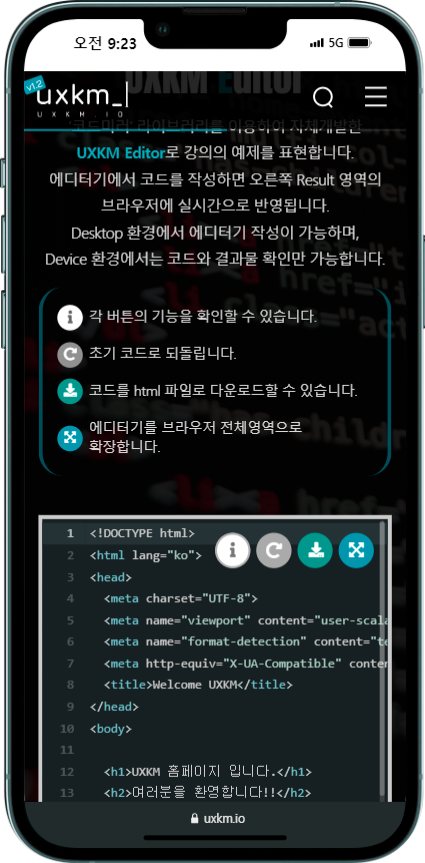 오전 9:23
5G
UXKM Editor
v1.2
uxkm_
UXKM.IO
'코드미러' 라이브러리를 이용하여 자체개발한
UXKM Editor로 강의의 예제를 표현합니다.
에디터기에서 코드를 작성하면 오른쪽 Result 영역의
브라우저에 실시간으로 반영됩니다.
Desktop 환경에서 에디터기 작성이 가능하며,
Device 환경에서는 코드와 결과물 확인만 가능합니다.
각 버튼의 기능을 확인할 수 있습니다.
초기 코드로 되돌립니다.
코드를 html 파일로 다운로드할 수 있습니다.
에디터기를 브라우저 전체영역으로
확장합니다.
1 <!DOCTYPE html>
2 <html lang="ko">
3 <head>
4 <meta charset="UTF-8">
5 <meta name="viewport" content="user-scala
6 <meta name="format-detection" content="te
7 <meta http-equiv="X-UA-Compatible" conten
8 <title>Welcome UXKM</title>
9 </head>
10 <body>
11
12 <h1>UXKM 홈페이지 입니다.</h1>
13 <h2>여러분을 환영합니다!!</h2>
uxkm.io